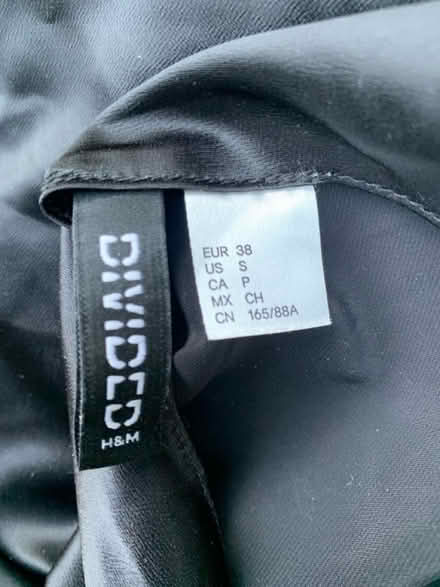 DIVIDED
H&M
EUR 38
US S
CA P
MX CH
CN 165/88A